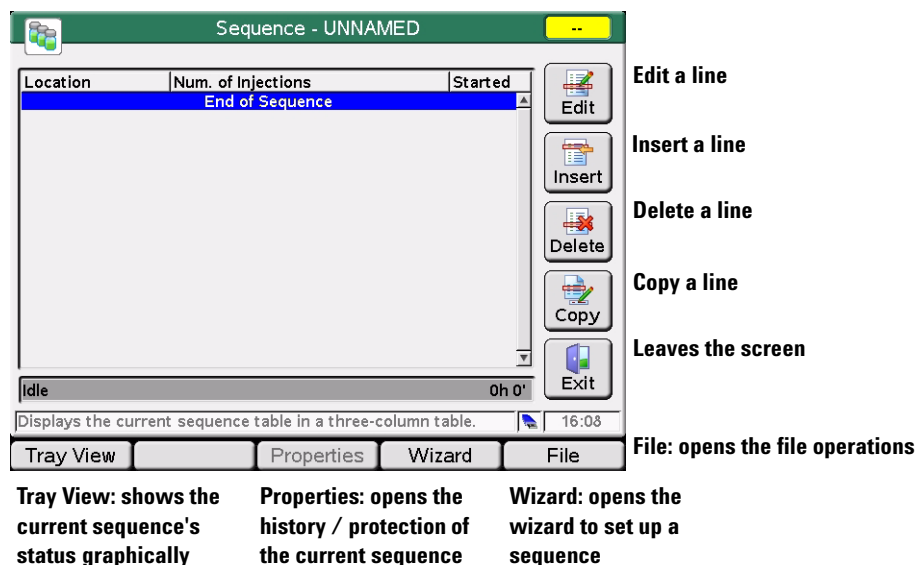 Sequence - UNNAMED
--
Location Num. of Injections Started
End of Sequence
Edit
Edit a line
Insert
Insert a line
Delete
Delete a line
Copy
Copy a line
Exit
Leaves the screen
Idle 0h 0'
Displays the current sequence table in a three-column table. 16:08
Tray View Properties Wizard File
File: opens the file operations
Tray View: shows the
current sequence's
status graphically
Properties: opens the
history / protection of
the current sequence
Wizard: opens the
wizard to set up a
sequence